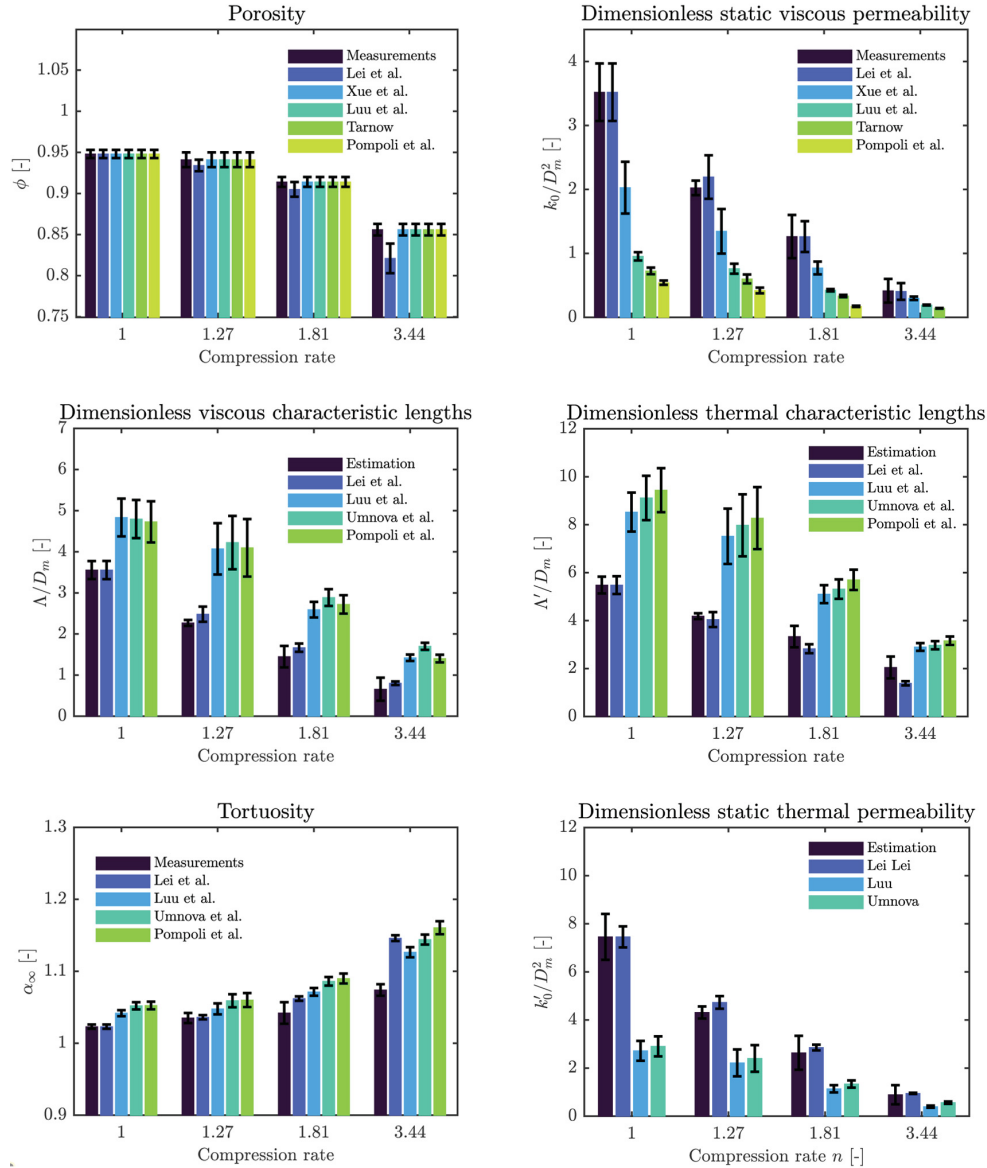 Porosity
1.05
1
0.95
0.9
0.85
0.8
0.75
ϕ [-]
Measurements
Lei et al.
Xue et al.
Luu et al.
Tarnow
Pompoli et al.
1 1.27 1.81 3.44
Compression rate
Dimensionless static viscous permeability
4
3
2
1
0
k₀/Dₘ² [-]
Measurements
Lei et al.
Xue et al.
Luu et al.
Tarnow
Pompoli et al.
1 1.27 1.81 3.44
Compression rate
Dimensionless viscous characteristic lengths
7
6
5
4
3
2
1
0
Λ/Dₘ [-]
Estimation
Lei et al.
Luu et al.
Umnova et al.
Pompoli et al.
1 1.27 1.81 3.44
Compression rate
Dimensionless thermal characteristic lengths
12
10
8
6
4
2
0
Λ′/Dₘ [-]
Estimation
Lei et al.
Luu et al.
Umnova et al.
Pompoli et al.
1 1.27 1.81 3.44
Compression rate
Tortuosity
1.3
1.2
1.1
1
0.9
α∞ [-]
Measurements
Lei et al.
Luu et al.
Umnova et al.
Pompoli et al.
1 1.27 1.81 3.44
Compression rate
Dimensionless static thermal permeability
12
10
8
6
4
2
0
k₀′/Dₘ² [-]
Estimation
Lei Lei
Luu
Umnova
1 1.27 1.81 3.44
Compression rate n [-]